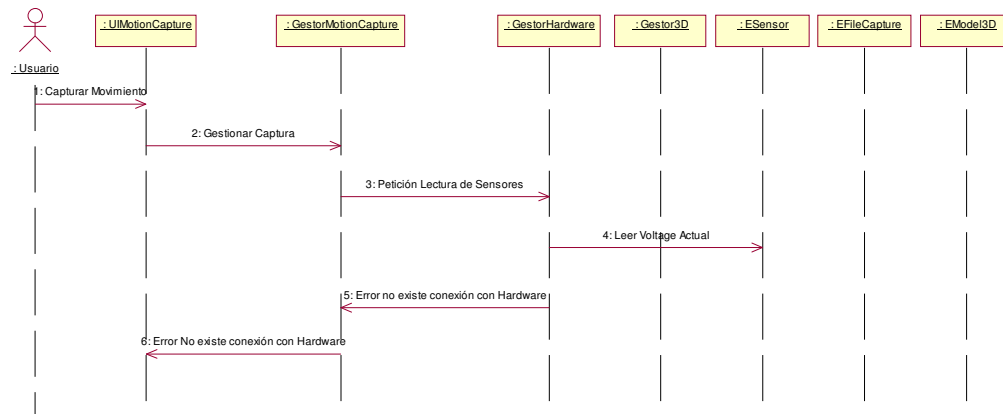 : UIMotionCapture
: GestorMotionCapture
: GestorHardware
: Gestor3D
: ESensor
: EFileCapture
: EModel3D
: Usuario
1: Capturar Movimiento
2: Gestionar Captura
3: Petición Lectura de Sensores
4: Leer Voltage Actual
5: Error no existe conexión con Hardware
6: Error No existe conexión con Hardware